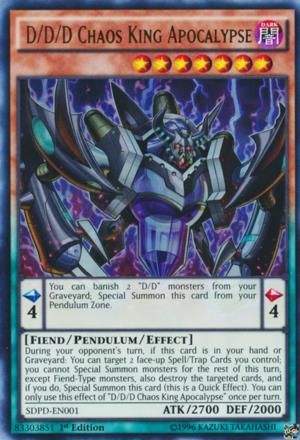 D/D/D Chaos King Apocalypse
DARK
闇
You can banish 2 "D/D" monsters from your
Graveyard; Special Summon this card from your
Pendulum Zone.
4
4
[FIEND/PENDULUM/EFFECT]
During your opponent's turn, if this card is in your hand or
Graveyard: You can target 2 face-up Spell/Trap Cards you control;
you cannot Special Summon monsters for the rest of this turn,
except Fiend-Type monsters, also destroy the targeted cards, and
if you do, Special Summon this card (this is a Quick Effect). You can
only use this effect of "D/D/D Chaos King Apocalypse" once per turn.
SDPD-EN001
ATK/2700 DEF/2000
83303851
1st Edition
©1996 KAZUKI TAKAHASHI